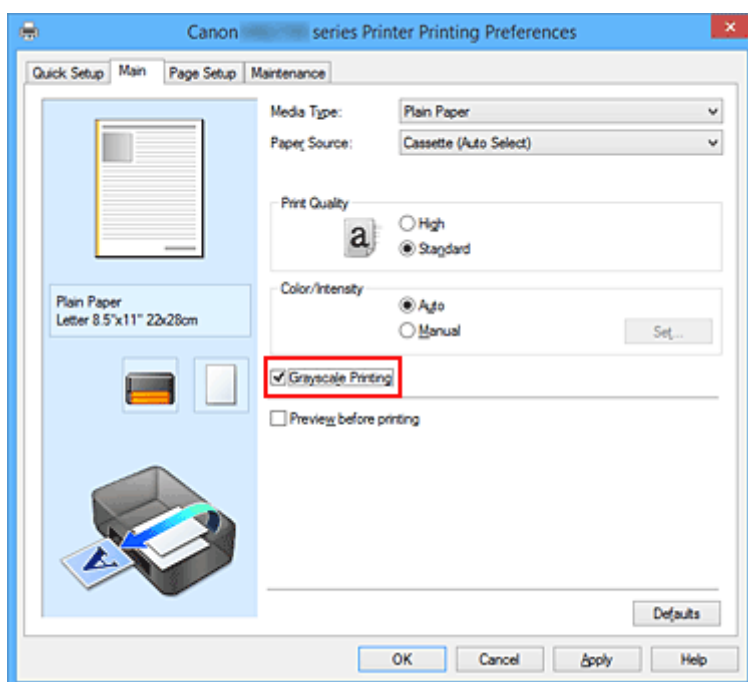 Canon series Printer Printing Preferences
Quick Setup Main Page Setup Maintenance
Media Type: Plain Paper
Paper Source: Cassette (Auto Select)
Print Quality
a
High
Standard
Color/Intensity
Auto
Manual
Set...
Plain Paper
Letter 8.5"x11" 22x28cm
Grayscale Printing
Preview before printing
A
Defaults
OK Cancel Apply Help